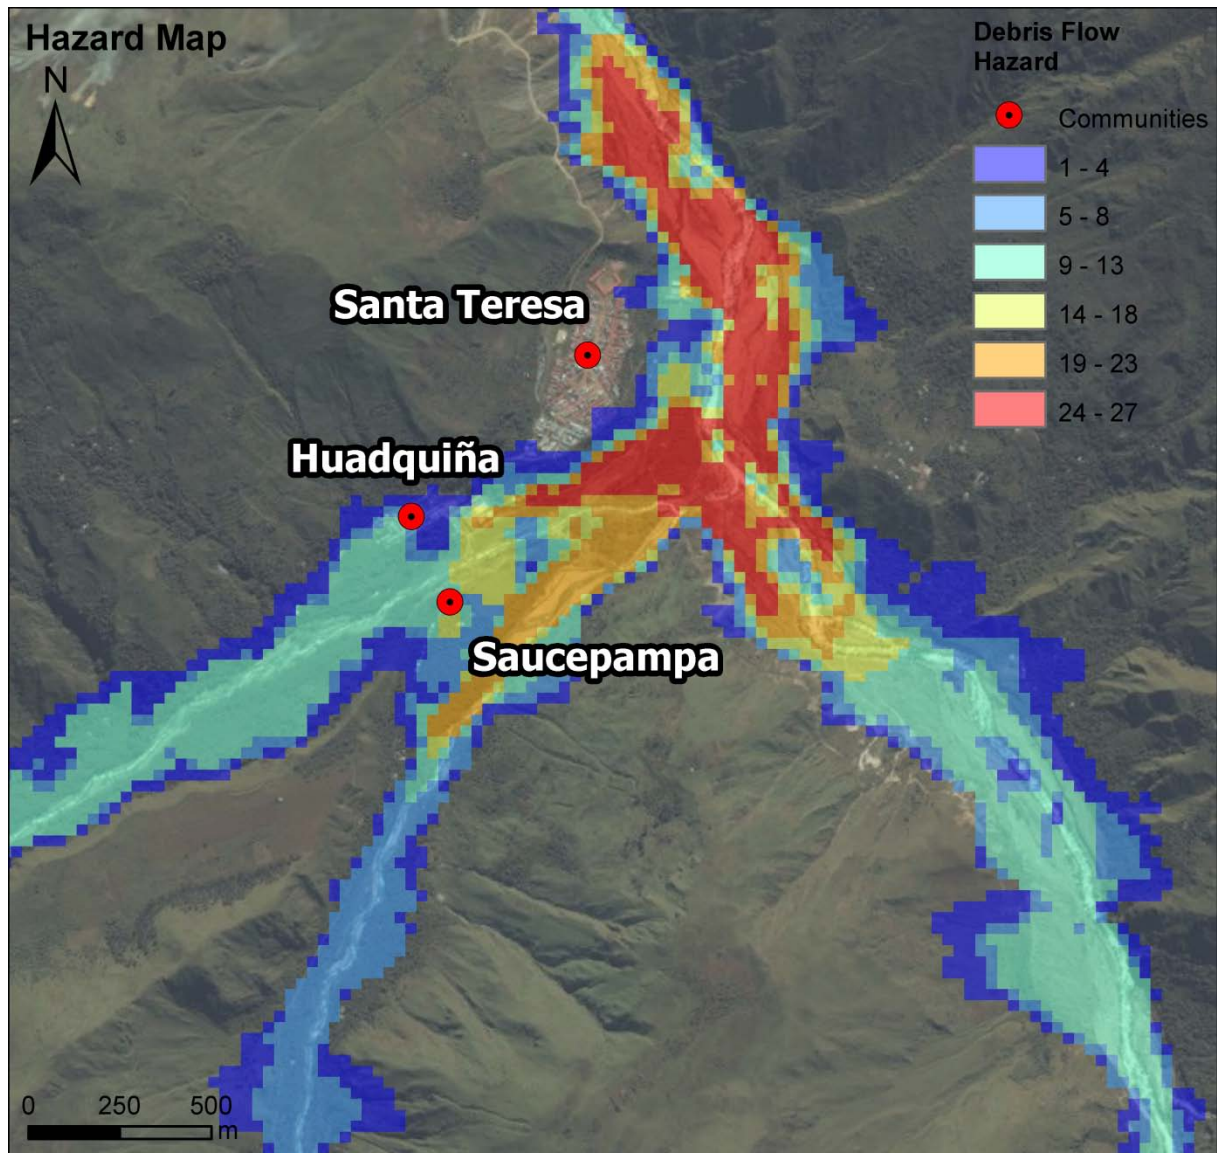 Hazard Map
N
Debris Flow
Hazard
Communities
1 - 4
5 - 8
9 - 13
14 - 18
19 - 23
24 - 27
Santa Teresa
Huadquiña
Saucepampa
0 250 500
m